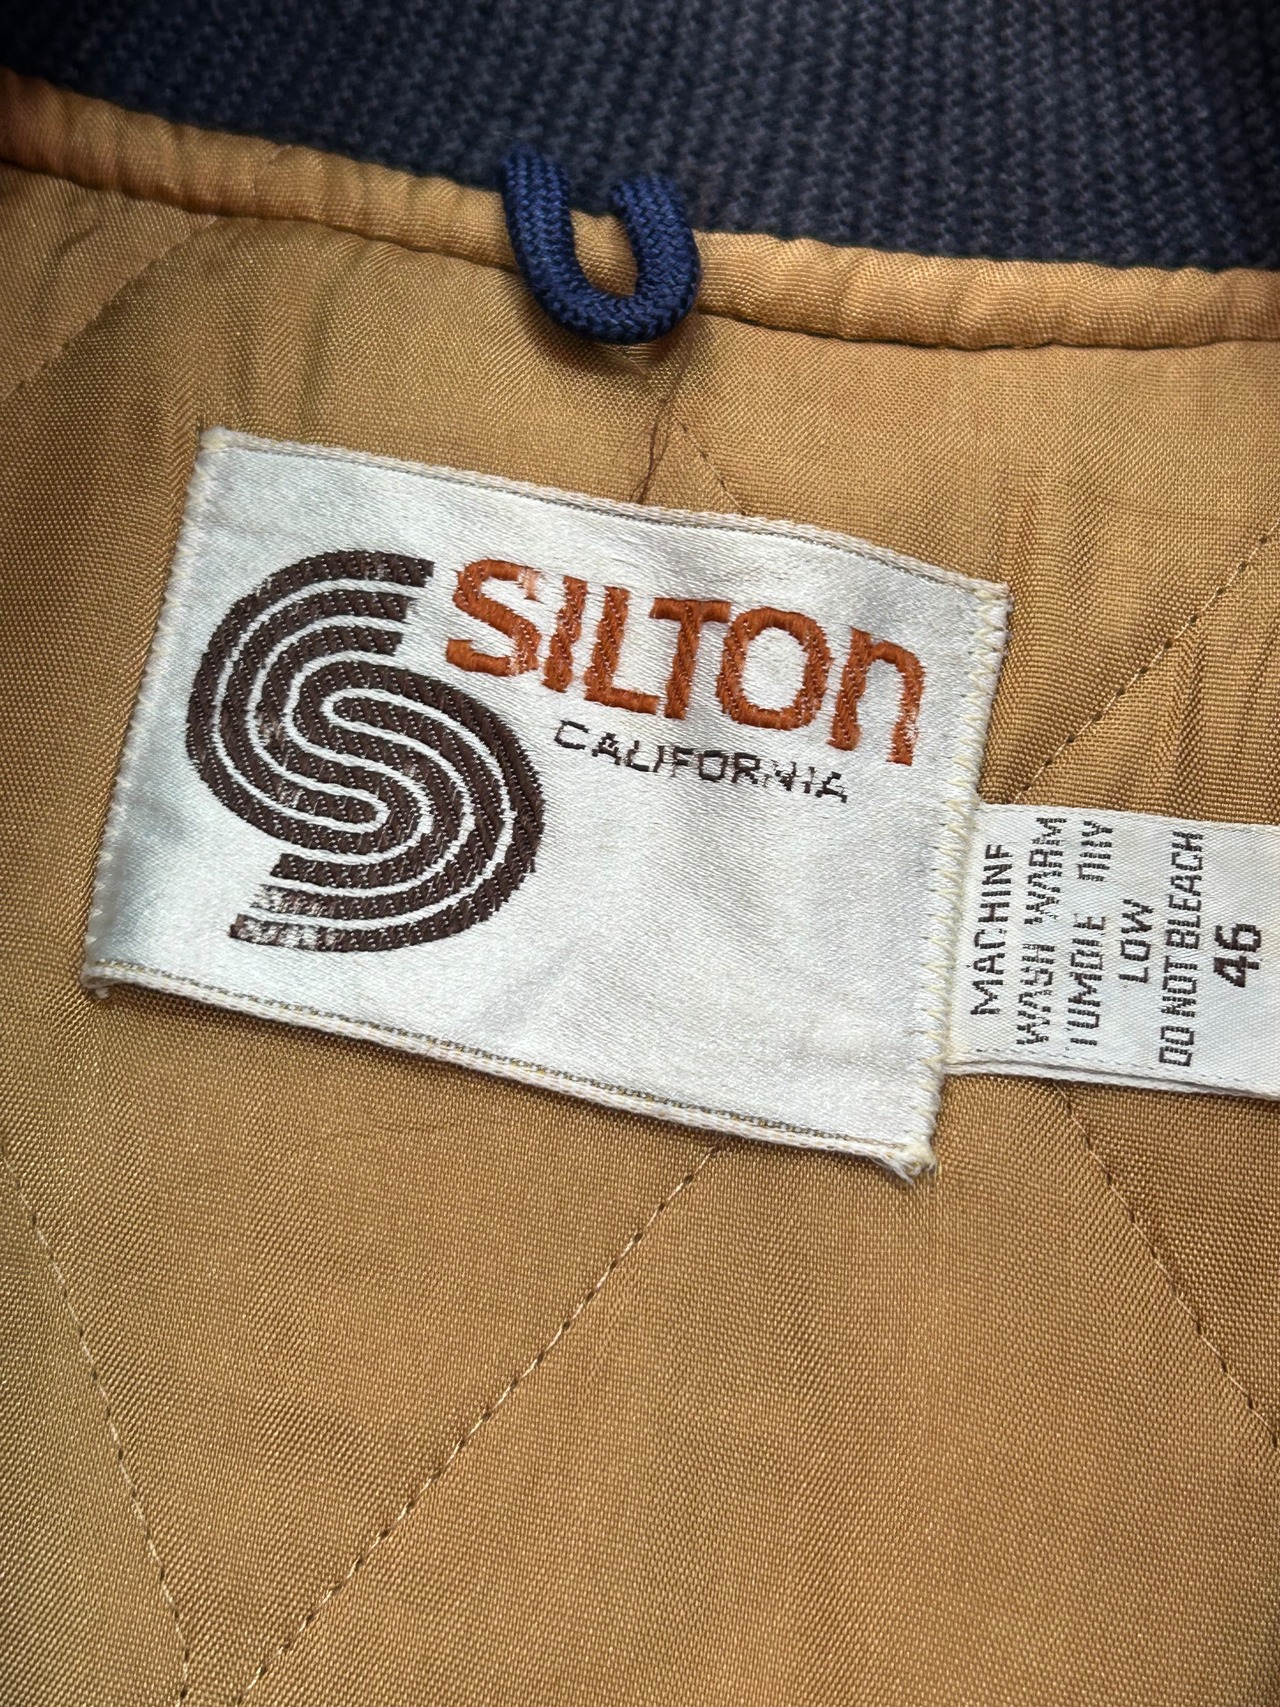 SILTON
CALIFORNIA
MACHINE
WASH WARM
TUMBLE DRY
LOW
DO NOT BLEACH
46